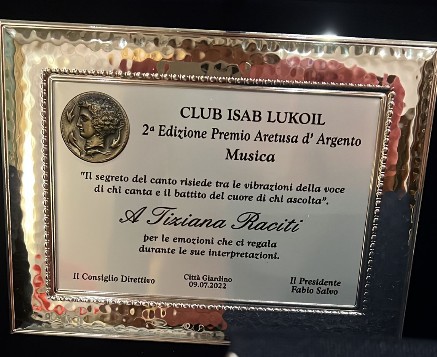 CLUB ISAB LUKOIL
2ª Edizione Premio Aretusa d' Argento
Musica
"Il segreto del canto risiede tra le vibrazioni della voce
di chi canta e il battito del cuore di chi ascolta".
A Tiziana Raciti
per le emozioni che ci regala
durante le sue interpretazioni.
Il Consiglio Direttivo
Città Giardino
09.07.2022
Il Presidente
Fabio Salvo